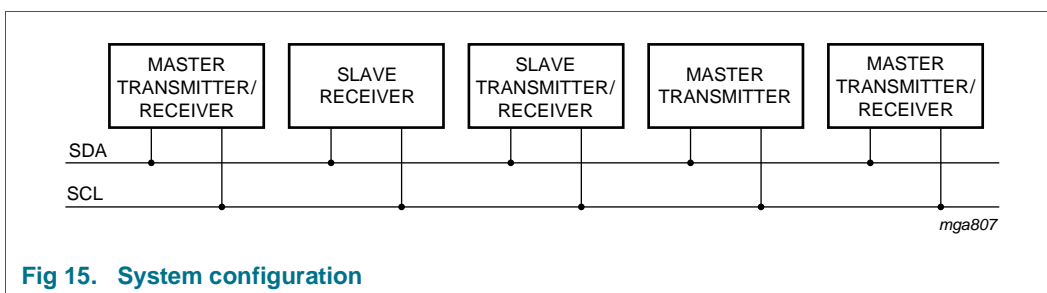 MASTER
TRANSMITTER/
RECEIVER
SLAVE
RECEIVER
SLAVE
TRANSMITTER/
RECEIVER
MASTER
TRANSMITTER
MASTER
TRANSMITTER/
RECEIVER
SDA
SCL
mga807
Fig 15. System configuration